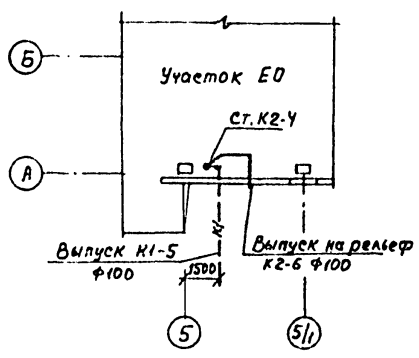 Б
Участок ЕО
Ст. К2-4
А
К1
Выпуск К1-5
Ф100
1500
Выпуск на рельеф
К2-6 Ф100
5
5/1